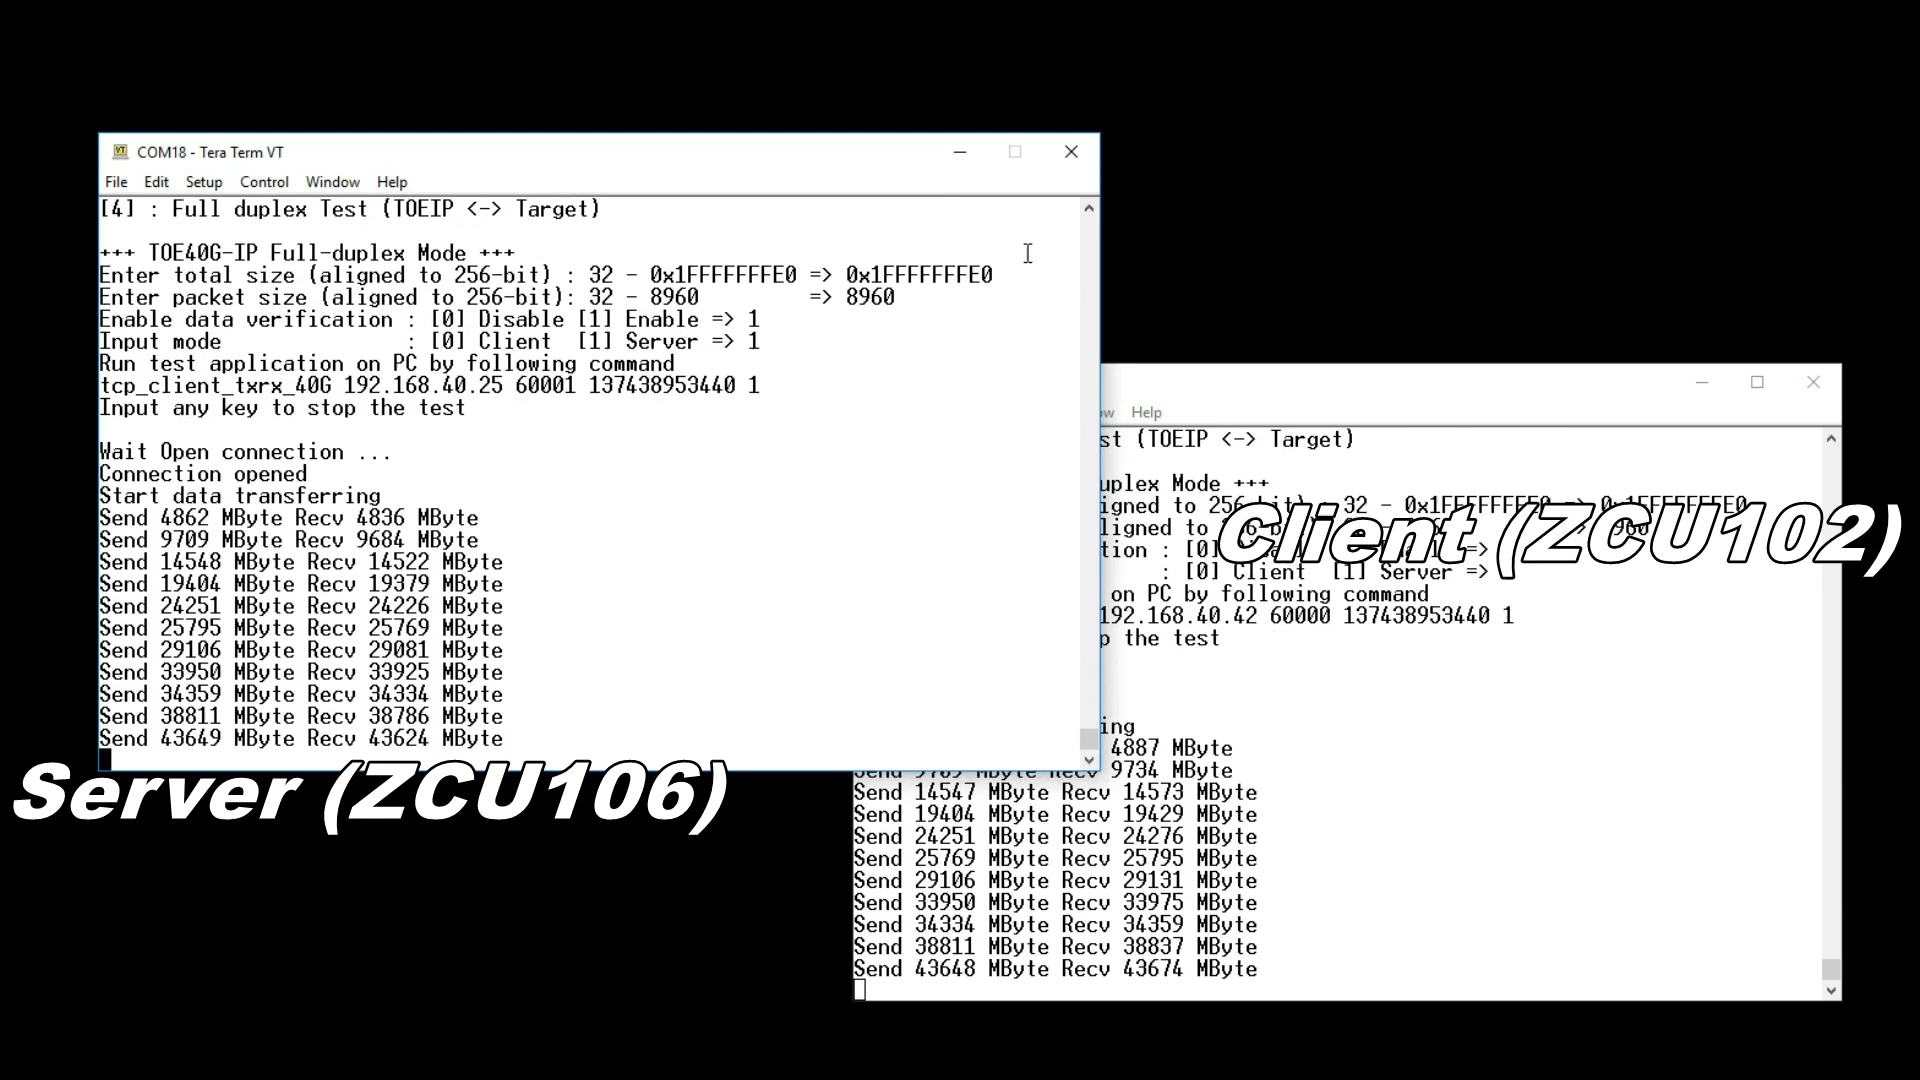 COM18 - Tera Term VT
File Edit Setup Control Window Help
[4] : Full duplex Test (TOEIP <-> Target)
+++ TOE40G-IP Full-duplex Mode +++
Enter total size (aligned to 256-bit) : 32 - 0x1FFFFFFFE0 => 0x1FFFFFFFE0
Enter packet size (aligned to 256-bit): 32 - 8960 => 8960
Enable data verification : [0] Disable [1] Enable => 1
Input mode : [0] Client [1] Server => 1
Run test application on PC by following command
tcp_client_txrx_40G 192.168.40.25 60001 137438953440 1
Input any key to stop the test
Wait Open connection ...
Connection opened
Start data transferring
Send 4862 MByte Recv 4836 MByte
Send 9709 MByte Recv 9684 MByte
Send 14548 MByte Recv 14522 MByte
Send 19404 MByte Recv 19379 MByte
Send 24251 MByte Recv 24226 MByte
Send 25795 MByte Recv 25769 MByte
Send 29106 MByte Recv 29081 MByte
Send 33950 MByte Recv 33925 MByte
Send 34359 MByte Recv 34334 MByte
Send 38811 MByte Recv 38786 MByte
Send 43649 MByte Recv 43624 MByte
Server (ZCU106)
Help
(TOEIP <-> Target)
Mode +++
to 32 -
to
: [0]
: [0] Client [1] Server =>
on PC by following command
192.168.40.42 60000 137438953440 1
the test
4887 MByte
Recv 9734 MByte
Send 14547 MByte Recv 14573 MByte
Send 19404 MByte Recv 19429 MByte
Send 24251 MByte Recv 24276 MByte
Send 25769 MByte Recv 25795 MByte
Send 29106 MByte Recv 29131 MByte
Send 33950 MByte Recv 33975 MByte
Send 34334 MByte Recv 34359 MByte
Send 38811 MByte Recv 38837 MByte
Send 43648 MByte Recv 43674 MByte
Client (ZCU102)